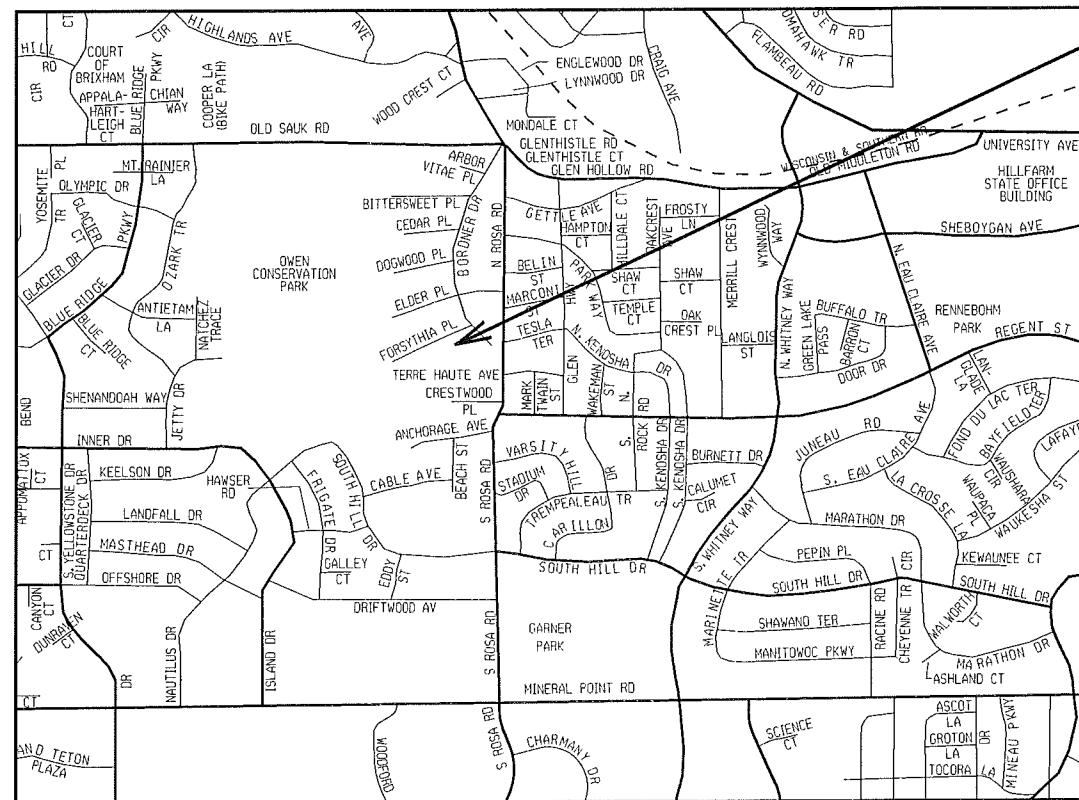 HILL
RD
CIR
CT
COURT
OF
BRIXHAM
CIR
HIGHLANDS AVE
AVE
APPALA-
CHIAN
WAY
HART-
LEIGH
CT
BLUE RIDGE
PKWY
COOPER LA
(BIKE PATH)
OLD SAUK RD
WOOD CREST CT
ENGLEWOOD DR
LYNNWOOD DR
CRAIG AVE
MONDALE CT
GLENTHISTLE RD
GLENTHISTLE CT
GLEN HOLLOW RD
SER RD
OMAHAWK TR
FLAMBEAU RD
WISCONSIN & SOUTHERN RR
OLD MIDDLETON RD
UNIVERSITY AVE
HILLFARM
STATE OFFICE
BUILDING
SHEBOYGAN AVE
YOSEMITE
PL
TR
MT. RAINIER
LA
OLYMPIC DR
GLACIER
CT
GLACIER DR
PKWY
BLUE RIDGE
OZARK TR
ANTIETAM
LA
NATCHEZ
TRACE
BLUE RIDGE
CT
OWEN
CONSERVATION
PARK
ARBOR
VITAE PL
BITTERSWEET PL
CEDAR PL
DOGWOOD PL
BORDNER DR
ELDER PL
FORSYTHIA PL
N ROSA RD
GETTLE AVE
HAMPTON
CT
HILLDALE CT
OAKCREST
AVE
FROSTY
LN
MERRILL CREST
WYNNWOOD
WAY
BELIN
ST
PARK WAY
HWY
SHAW
CT
SHAW
CT
MARCONI
ST
TEMPLE
CT
OAK
CREST PL
TESLA
TER
N. KENOSHA
DR
GLEN
LANGLOIS
ST
N. WHITNEY WAY
GREEN LAKE
PASS
BUFFALO TR
BARRON
CT
DOOR DR
N. EAU CLAIRE AVE
RENNEBOHM
PARK
REGENT ST
TERRE HAUTE AVE
CRESTWOOD
PL
MARK
TWAIN
ST
WAKEMAN
ST
N.
ROCK RD
S.
ANCHORAGE AVE
BEND
SHENANDOAH WAY
JETTY DR
INNER DR
APPOMATTOX
CT
KEELSON DR
HAWSER
RD
S. YELLOWSTONE DR
QUARTERDECK DR
LANDFALL DR
MASTHEAD DR
OFFSHORE DR
CT
FRIGATE DR
SOUTH HILL
DR
CABLE AVE
BEACH ST
S ROSA RD
GALLEY
CT
EDDY
ST
DRIFTWOOD AV
VARSITY HILL
DR
STADIUM
DR
TREMPEALEAU TR
CARILLON
S. KENOSHA DR
S. KENOSHA DR
BURNETT DR
CALUMET
CIR
SOUTH HILL DR
S. WHITNEY WAY
JUNEAU RD
S. EAU CLAIRE AVE
LAN-
GLADE
LA
FOND DU LAC TER
BAYFIELD TER
LAFAY
WAUSHARA
CIR
WAUPACA
PL
WAUKESHA ST
LA CROSSE LA
MARATHON DR
KEWAUNEE CT
PEPIN PL
SOUTH HILL DR
SOUTH HILL DR
MARINETTE TR
SHAWANO TER
MANITOWOC PKWY
RACINE RD
CHEYENNE TR
CIR
WALWORTH
CT
MARATHON DR
ASHLAND CT
CANYON
CT
DUNRAVEN
CT
DR
CT
NAUTILUS DR
ISLAND DR
S ROSA RD
GARNER
PARK
MINERAL POINT RD
AND TETON
PLAZA
WOODFORD
S ROSA RD
CHARMANY DR
SCIENCE
CT
ASCOT
LA
GROTON
LA
DR
TOCORA
LA
MINEAU PKWY